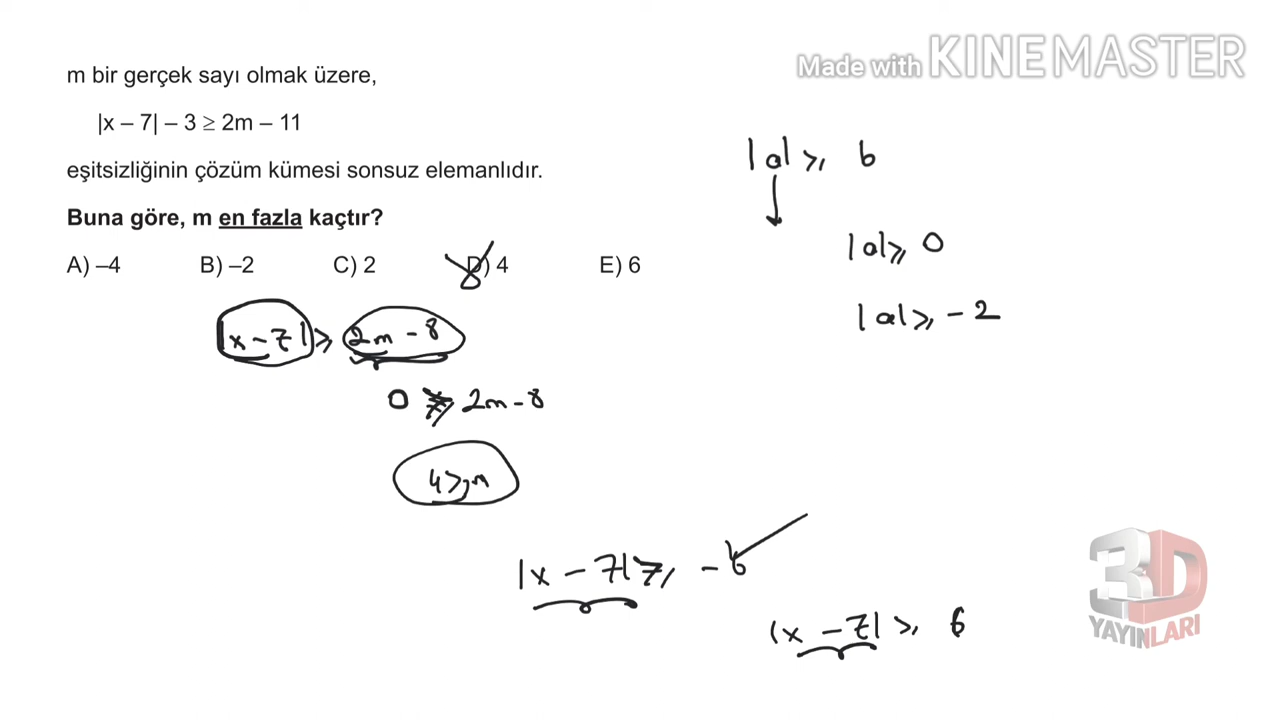 Made with KINEMASTER
m bir gerçek sayı olmak üzere,
|x – 7| – 3 ≥ 2m – 11
eşitsizliğinin çözüm kümesi sonsuz elemanlıdır.
Buna göre, m en fazla kaçtır?
A) –4 B) –2 C) 2 D) 4 E) 6
|a| ≥ b
|a| ≥ 0
|a| ≥ -2
|x - 7| ≥ 2m - 8
0 ≥ 2m - 8
4 ≥ m
|x - 7| ≥ - 6
|x - 7| ≥ 6
3D
YAYINLARI